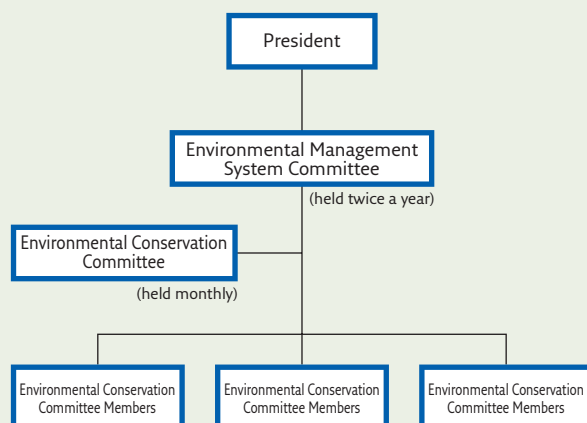 President
Environmental Management
System Committee
(held twice a year)
Environmental Conservation
Committee
(held monthly)
Environmental Conservation
Committee Members
Environmental Conservation
Committee Members
Environmental Conservation
Committee Members